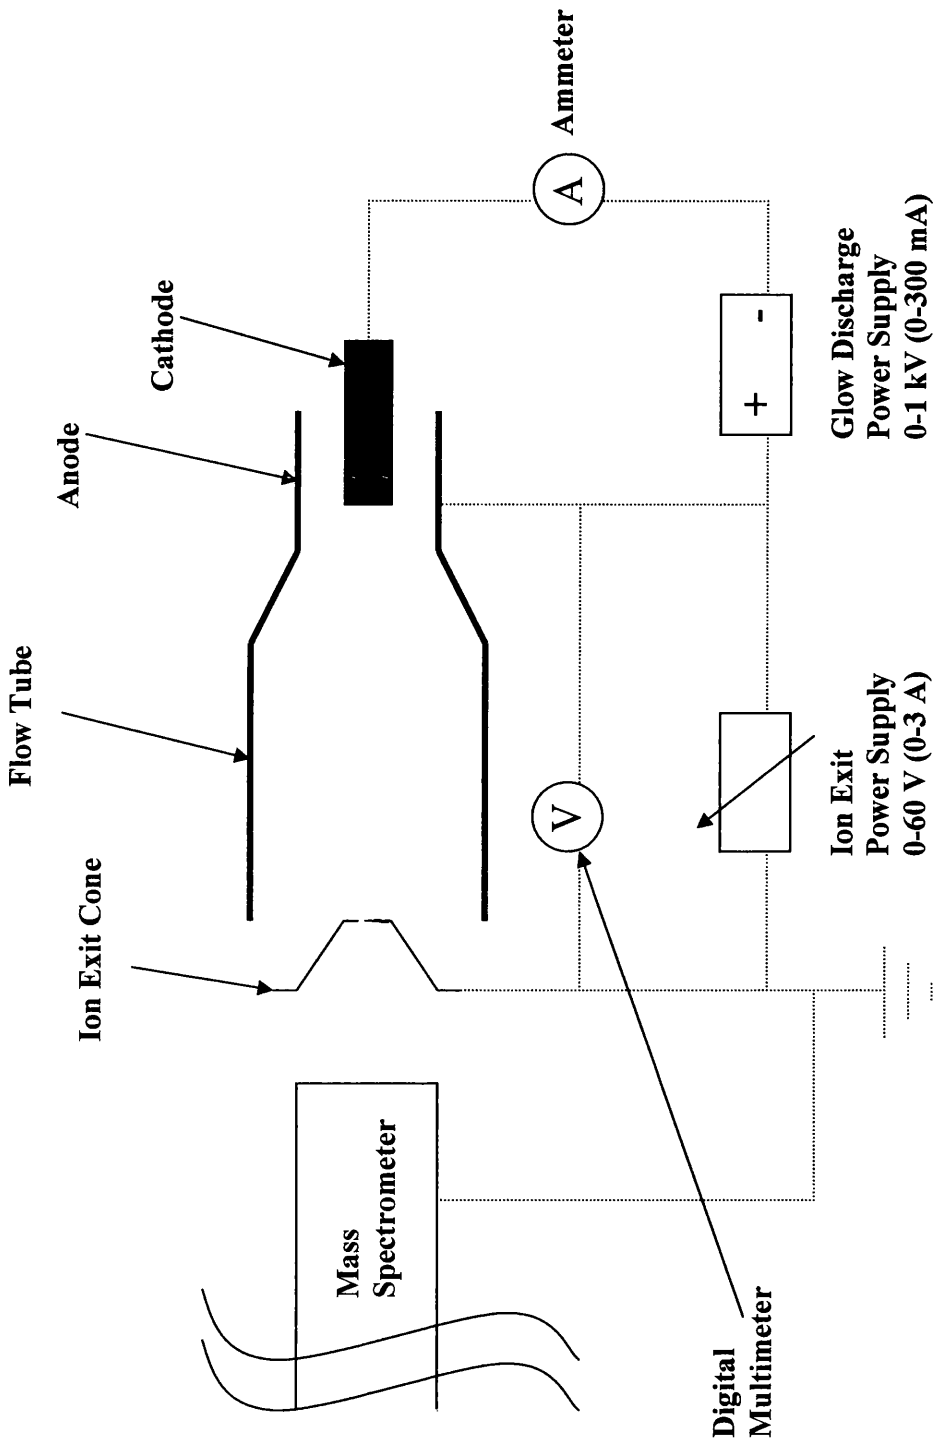 Flow Tube
Anode
Cathode
Ion Exit Cone
Mass
Spectrometer
V
A
Ammeter
+ -
Digital
Multimeter
Ion Exit
Power Supply
0-60 V (0-3 A)
Glow Discharge
Power Supply
0-1 kV (0-300 mA)